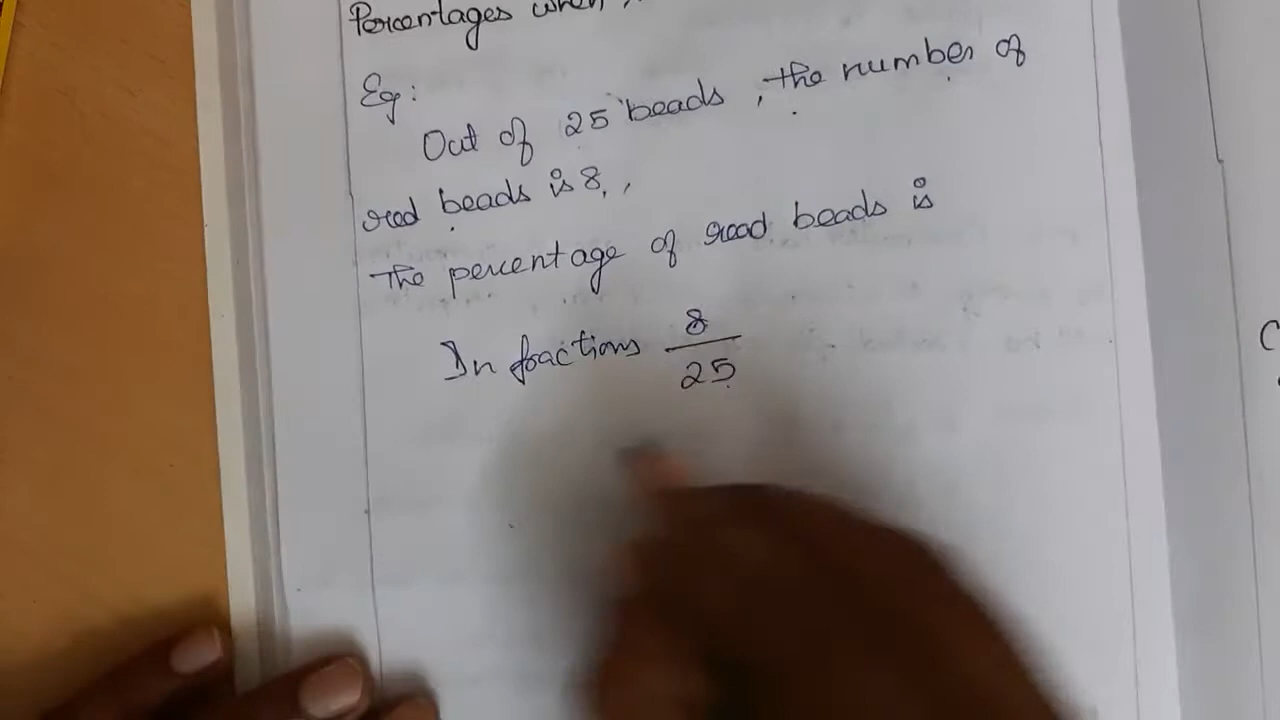 Percentages when
Eg:
Out of 25 beads, the number of
red beads is 8,
The percentage of red beads is
In fractions 8/25